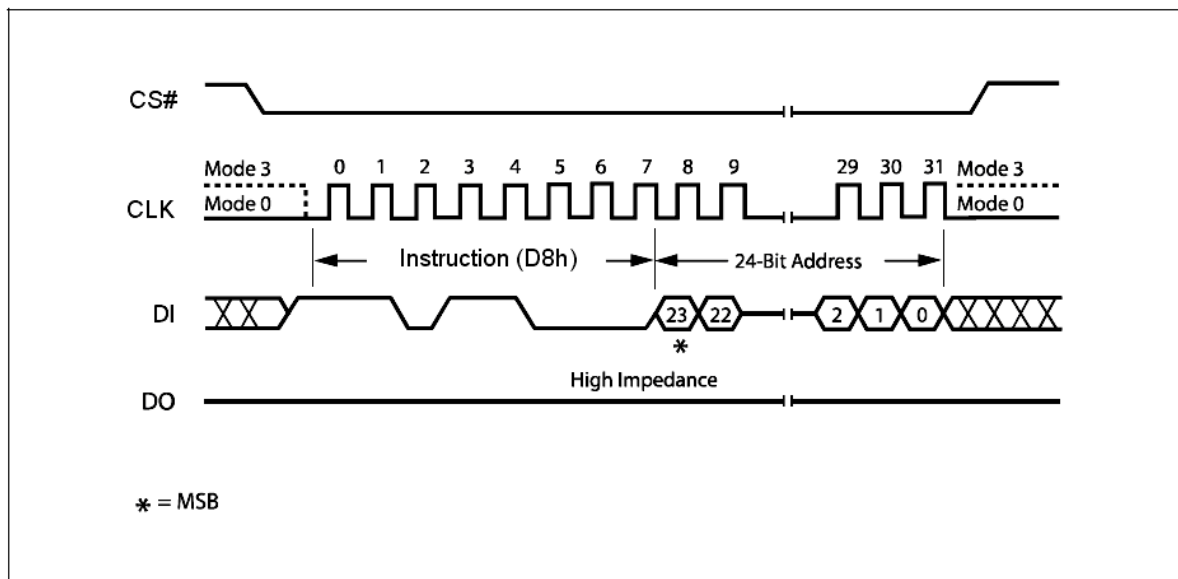 CS#
Mode 3 0 1 2 3 4 5 6 7 8 9 29 30 31 Mode 3
CLK Mode 0 Mode 0
Instruction (D8h) 24-Bit Address
DI 23 22 2 1 0
*
High Impedance
DO
* = MSB